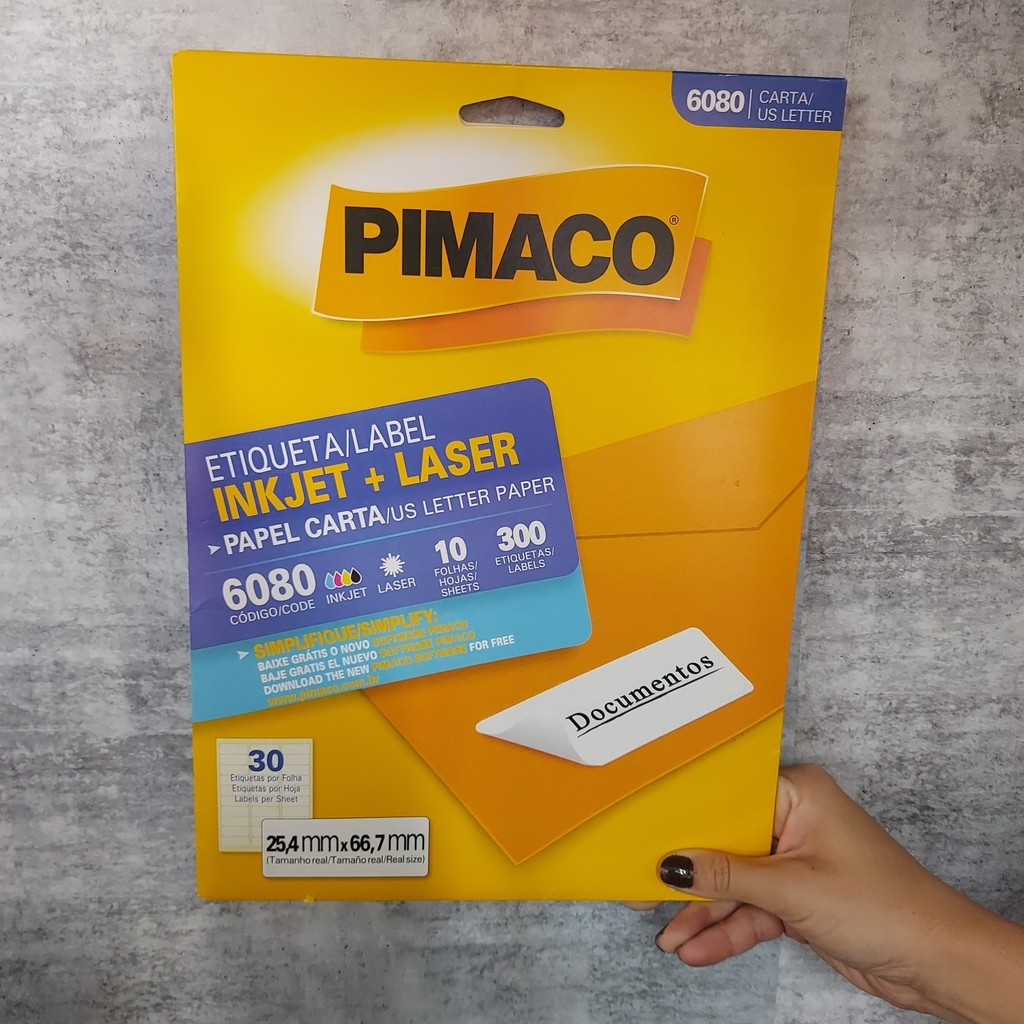 6080 CARTA/
US LETTER
PIMACO®
ETIQUETA/LABEL
INKJET + LASER
➤ PAPEL CARTA/US LETTER PAPER
6080
CÓDIGO/CODE
INKJET
LASER
10
FOLHAS/
HOJAS/
SHEETS
300
ETIQUETAS/
LABELS
➤ SIMPLIFIQUE/SIMPLIFY:
BAIXE GRÁTIS O NOVO SOFTWARE PIMACO
BAJE GRATIS EL NUEVO SOFTWARE PIMACO
DOWNLOAD THE NEW PIMACO SOFTWARE FOR FREE
www.pimaco.com.br
Documentos
30
Etiquetas por Folha
Etiquetas por Hoja
Labels per Sheet
25,4 mm x 66,7 mm
(Tamanho real/Tamaño real/Real size)